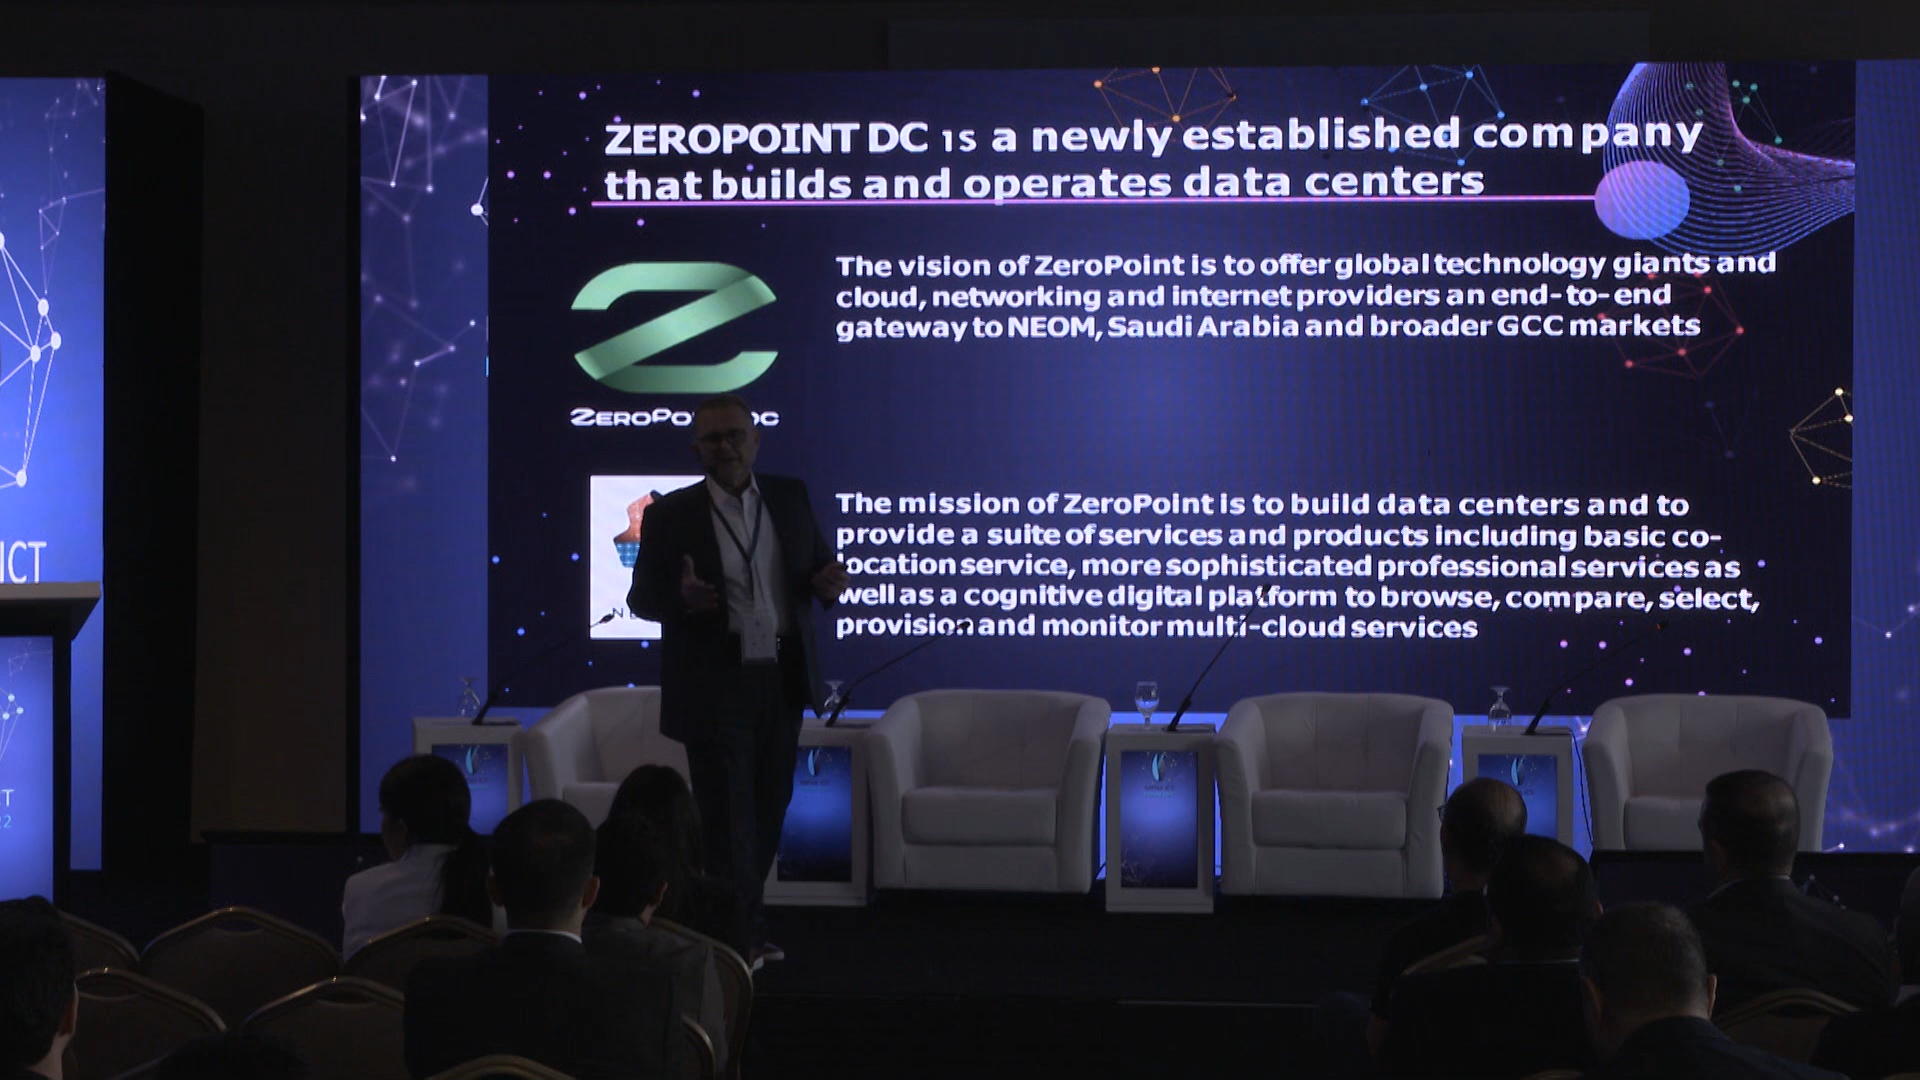 ZEROPOINT DC is a newly established company
that builds and operates data centers
The vision of ZeroPoint is to offer global technology giants and
cloud, networking and internet providers an end-to-end
gateway to NEOM, Saudi Arabia and broader GCC markets
The mission of ZeroPoint is to build data centers and to
provide a suite of services and products including basic co-
location service, more sophisticated professional services as
well as a cognitive digital platform to browse, compare, select,
provision and monitor multi-cloud services
ICT